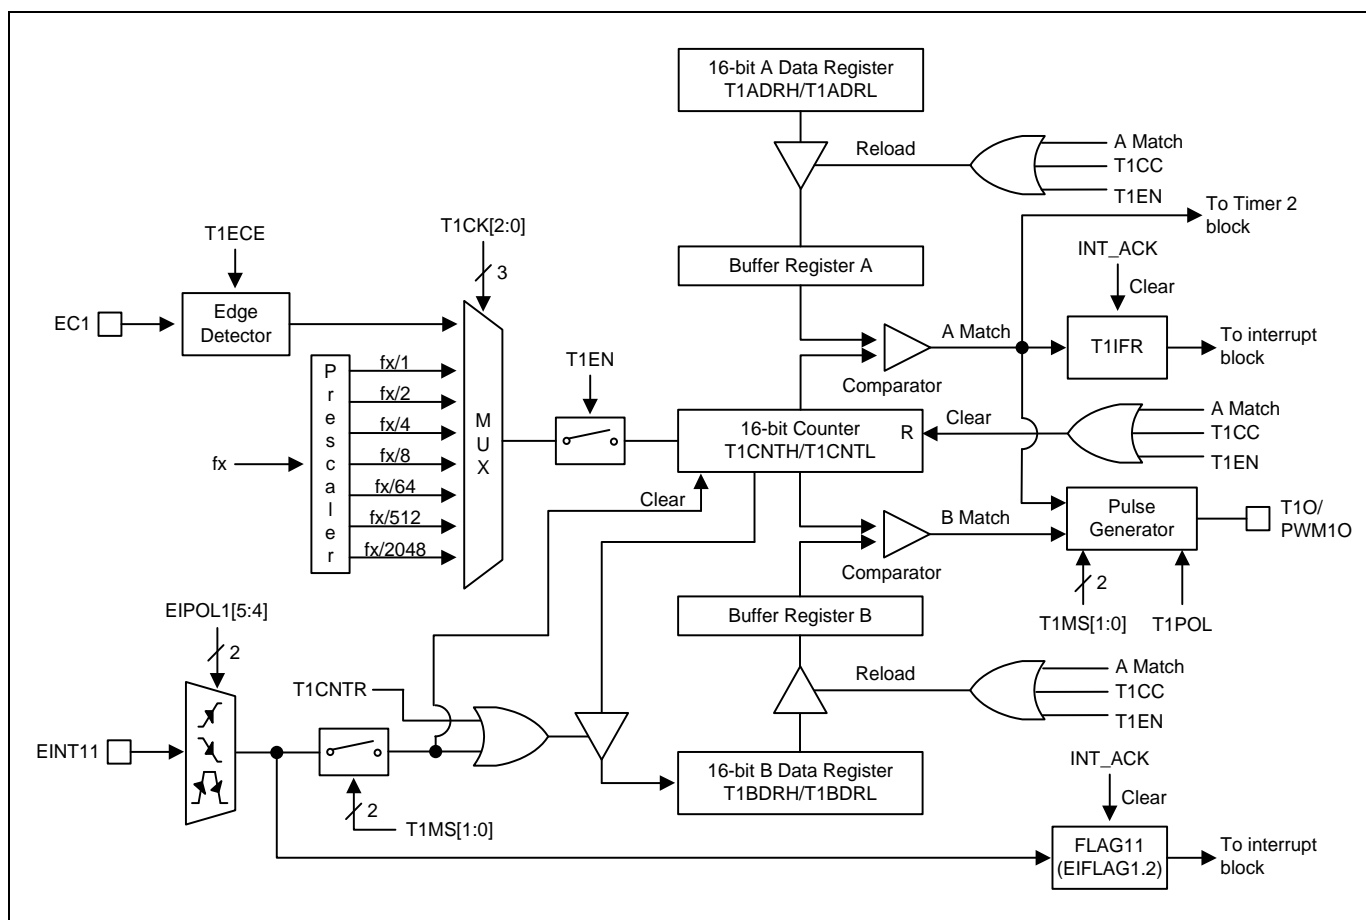 16-bit A Data Register
T1ADRH/T1ADRL
Reload
A Match
T1CC
T1EN
To Timer 2
block
T1CK[2:0]
3
T1ECE
Buffer Register A
INT_ACK
Clear
EC1
Edge
Detector
A Match
T1IFR
To interrupt
block
Comparator
Prescaler
fx/1
fx/2
fx/4
fx/8
fx/64
fx/512
fx/2048
fx
MUX
T1EN
16-bit Counter
T1CNTH/T1CNTL
R
Clear
A Match
T1CC
T1EN
Clear
B Match
Comparator
Pulse
Generator
T1O/
PWM1O
2
T1MS[1:0]
T1POL
Buffer Register B
EIPOL1[5:4]
2
Reload
A Match
T1CC
T1EN
T1CNTR
EINT11
2
T1MS[1:0]
16-bit B Data Register
T1BDRH/T1BDRL
INT_ACK
Clear
FLAG11
(EIFLAG1.2)
To interrupt
block